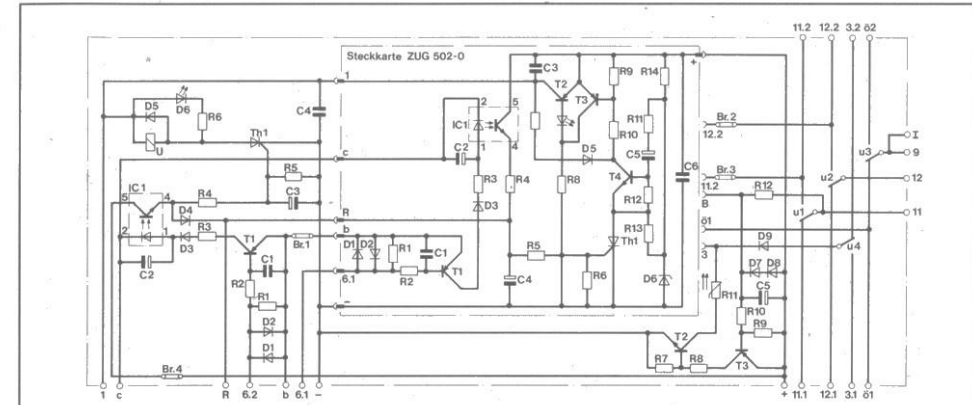 11.2 12.2 3.2 ö2
Steckkarte ZUG 502-0
+
1 C3 R9 R14
T2 T3
D5 D6 R6 C4 2 5
IC1 R11 Br.2
12.2
R10
U Th1 1 4 C5 C6 I
c C2 D5 u3 9
R5 Br.3
R3 R4 R8 T4 11.2 u2 12
IC1 R12 B R12
5 4 R4 C3 D3 u1 11
D4 R ö1
2 1 R3 T1 b Th1 R13 u4
D3 Br.1 D1 D2 R1 C1 R5 D9
C2 6.1 R2 T1 3
C1 D7 D8
R2 C4 R6 D6 R11
R1 – C5
R10
D2 T2 R9
D1 R7 R8 T3
Br.4
1 c R 6.2 b 6.1 – + 11.1 12.1 3.1 ö1